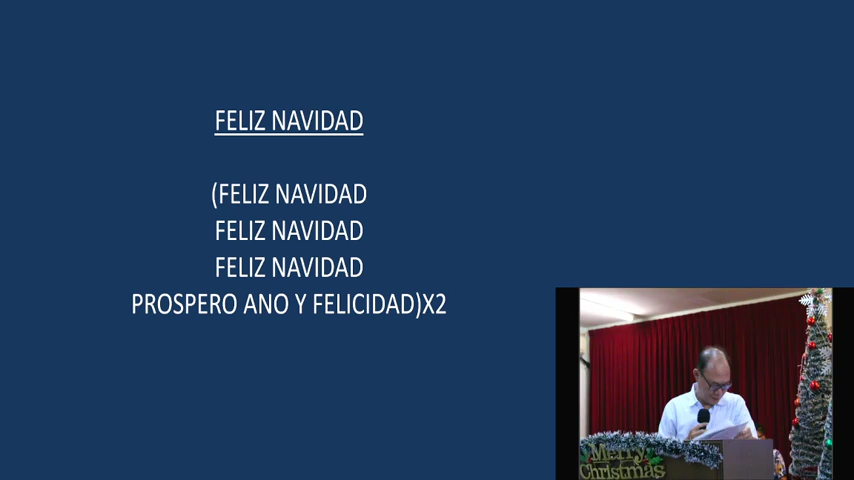 FELIZ NAVIDAD
(FELIZ NAVIDAD
FELIZ NAVIDAD
FELIZ NAVIDAD
PROSPERO ANO Y FELICIDAD)X2
Merry
Christmas